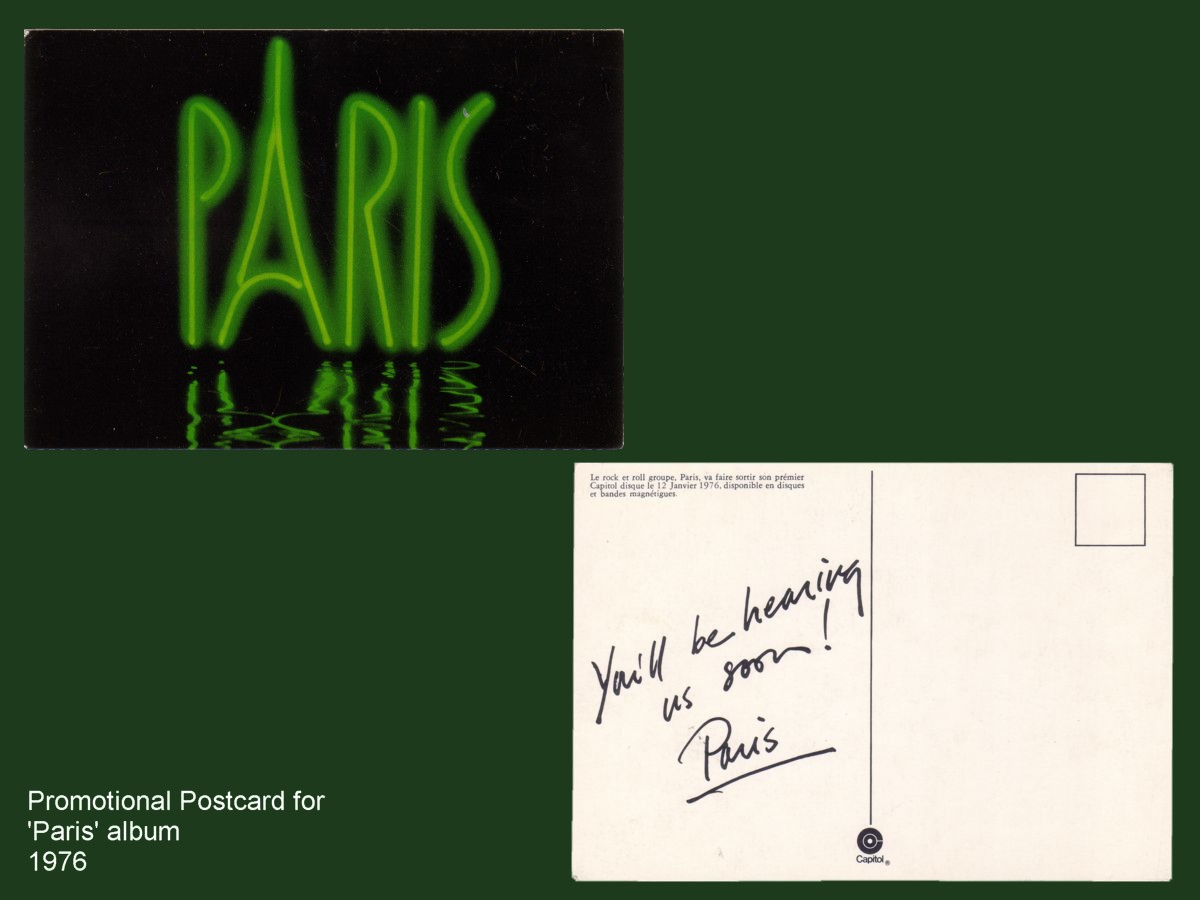 PARIS
Le rock et roll groupe, Paris, va faire sortir son prémier
Capitol disque le 12 Janvier 1976, disponible en disques
et bandes magnétigues.
You'll be hearing
us soon!
Paris
Capitol®
Promotional Postcard for
'Paris' album
1976